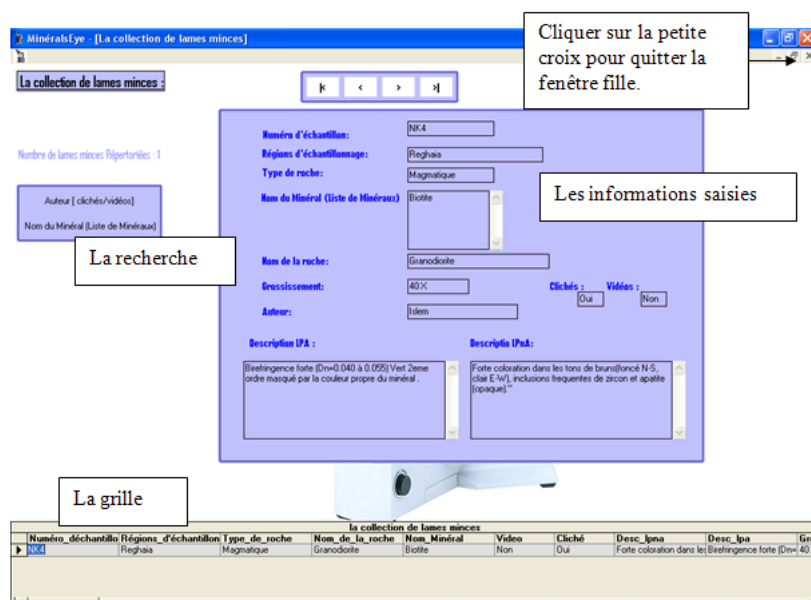 MinéralsEye - [La collection de lames minces]
Cliquer sur la petite
croix pour quitter la
fenêtre fille.
La collection de lames minces :
Numéro d'échantillon:
NK4
Nombre de lames minces Répertoriées : 1
Régions d'échantillonnage:
Reghaia
Type de roche:
Magmatique
Auteur [ clichés/vidéos]
Nom du Minéral (Liste de Minéraux)
Nom du Minéral (Liste de Minéraux)
Biotite
Les informations saisies
La recherche
Nom de la roche:
Granodiorite
Grossissement:
40X
Clichés :
Vidéos :
Oui
Non
Auteur:
Islem
Description LPA :
Descriptio LPnA:
Birefringence forte (Dn=0.040 à 0.055) Vert 2eme
ordre masqué par la couleur propre du minéral .
Forte coloration dans les tons de bruns(foncé N-S,
clair E-W), inclusions frequentes de zircon et apatite
(opaque)."
La grille
la collection de lames minces
Numéro_déchantillo Régions_d'échantillon Type_de_roche Nom_de_la_roche Nom_Minéral Video Cliché Desc_lpna Desc_lpa Gr
NK4 Reghaia Magmatique Granodiorite Biotite Non Oui Forte coloration dans les Birefringence forte (Dn= 40